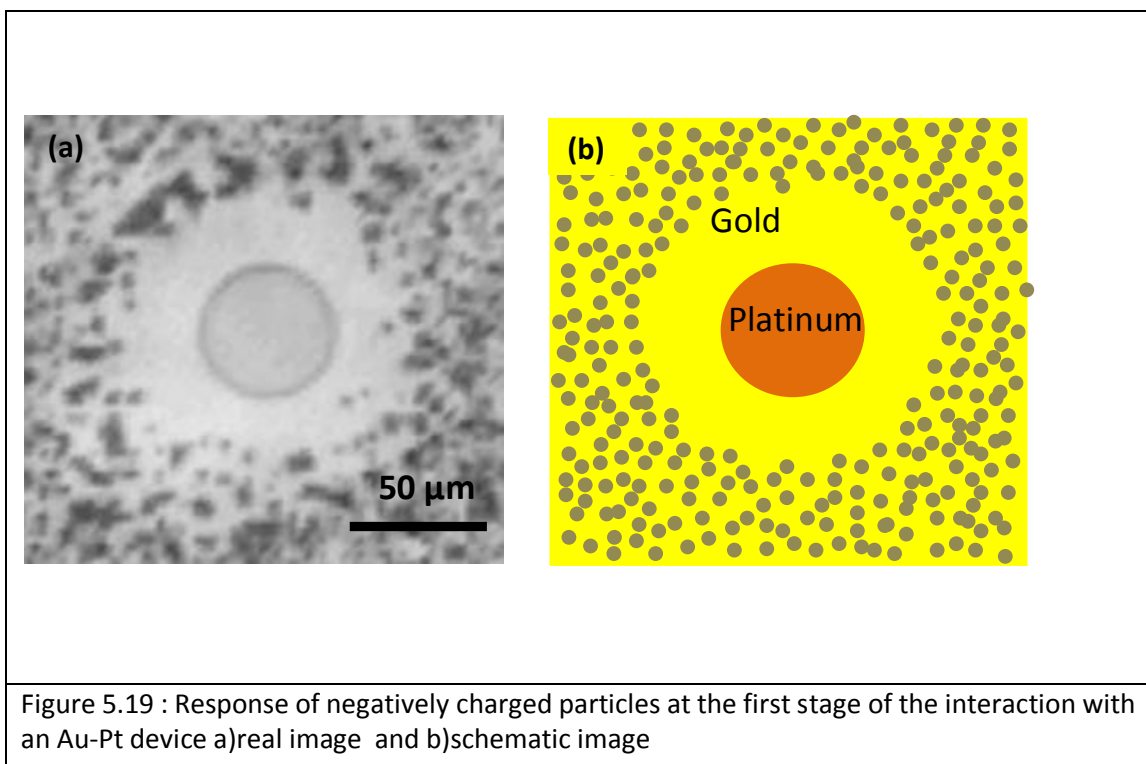 (a)
50 µm
(b)
Gold
Platinum
Figure 5.19 : Response of negatively charged particles at the first stage of the interaction with
an Au-Pt device a)real image  and b)schematic image